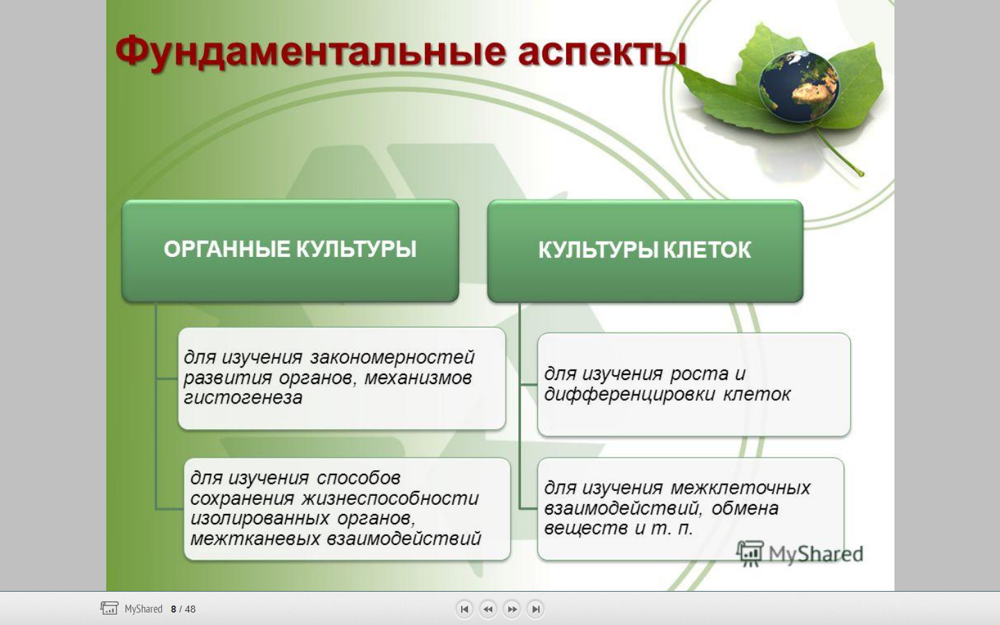 Фундаментальные аспекты
ОРГАННЫЕ КУЛЬТУРЫ
для изучения закономерностей
развития органов, механизмов
гистогенеза
для изучения способов
сохранения жизнеспособности
изолированных органов,
межтканевых взаимодействий
КУЛЬТУРЫ КЛЕТОК
для изучения роста и
дифференцировки клеток
для изучения межклеточных
взаимодействий, обмена
веществ и т. п.
MyShared
MyShared 8 / 48